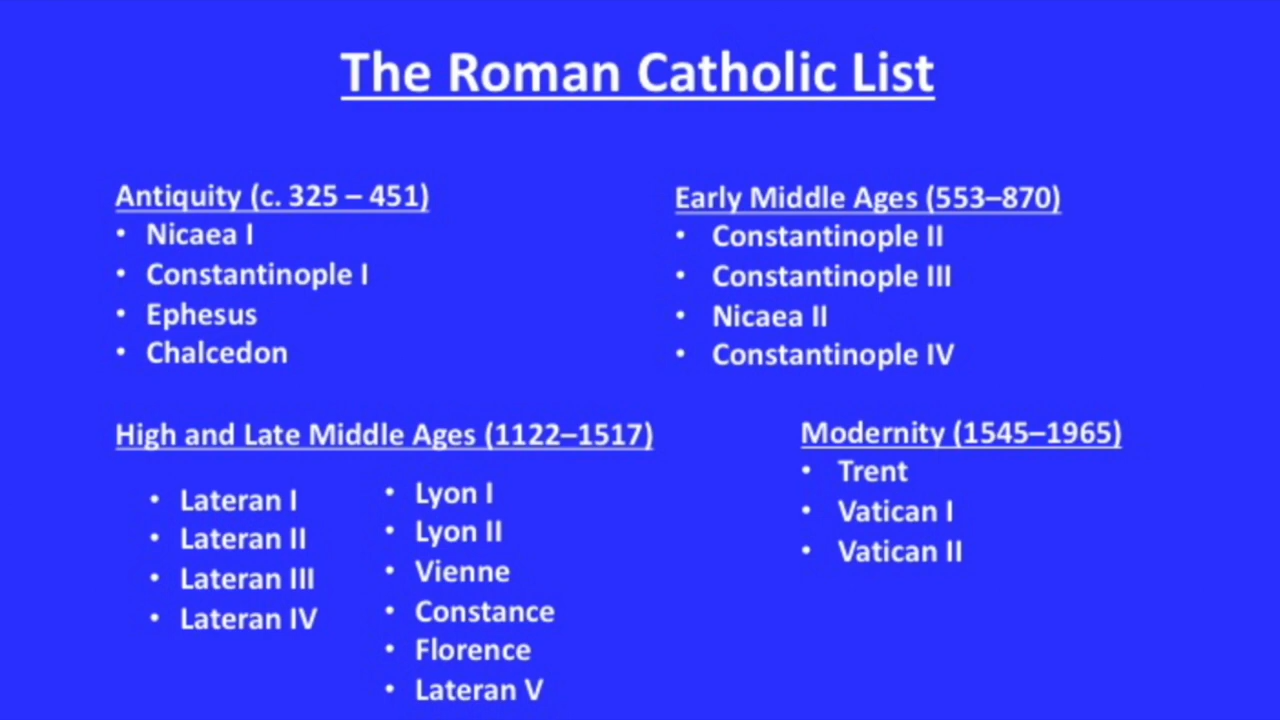 The Roman Catholic List
Antiquity (c. 325 – 451)
• Nicaea I
• Constantinople I
• Ephesus
• Chalcedon
Early Middle Ages (553–870)
• Constantinople II
• Constantinople III
• Nicaea II
• Constantinople IV
High and Late Middle Ages (1122–1517)
• Lateran I
• Lateran II
• Lateran III
• Lateran IV
• Lyon I
• Lyon II
• Vienne
• Constance
• Florence
• Lateran V
Modernity (1545–1965)
• Trent
• Vatican I
• Vatican II